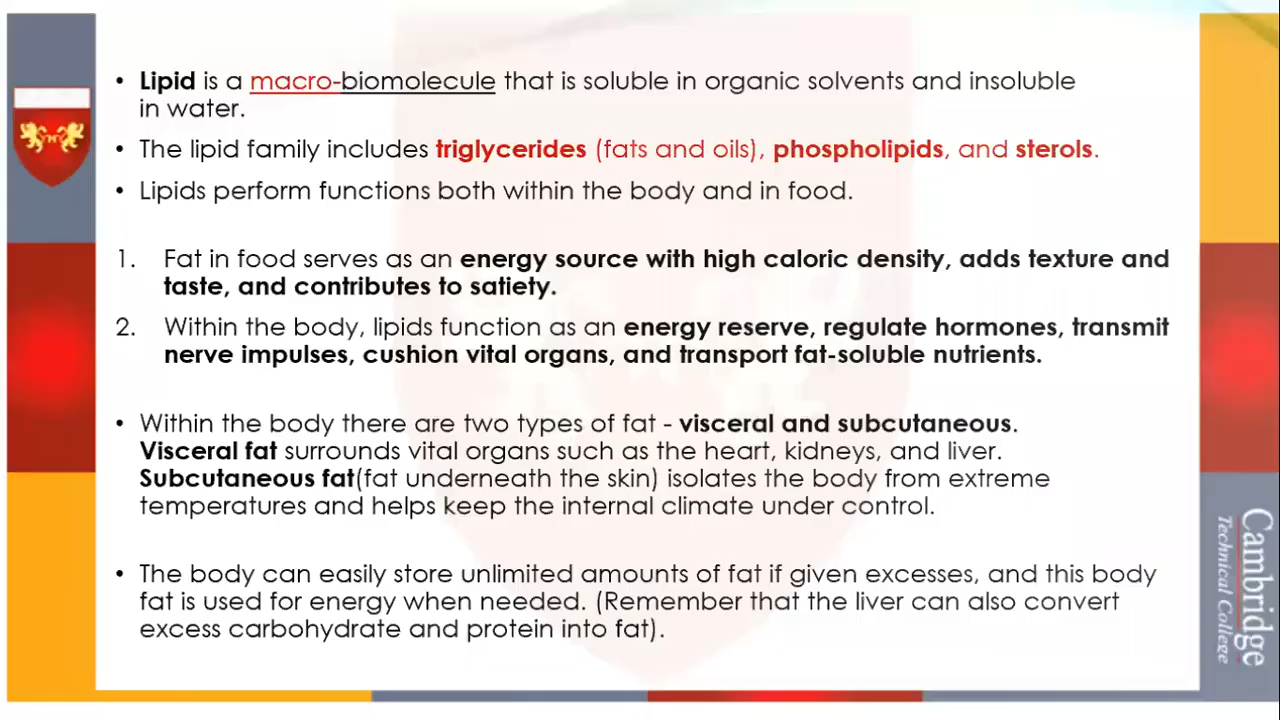 • Lipid is a macro-biomolecule that is soluble in organic solvents and insoluble
in water.
• The lipid family includes triglycerides (fats and oils), phospholipids, and sterols.
• Lipids perform functions both within the body and in food.
1. Fat in food serves as an energy source with high caloric density, adds texture and
taste, and contributes to satiety.
2. Within the body, lipids function as an energy reserve, regulate hormones, transmit
nerve impulses, cushion vital organs, and transport fat-soluble nutrients.
• Within the body there are two types of fat - visceral and subcutaneous.
Visceral fat surrounds vital organs such as the heart, kidneys, and liver.
Subcutaneous fat(fat underneath the skin) isolates the body from extreme
temperatures and helps keep the internal climate under control.
• The body can easily store unlimited amounts of fat if given excesses, and this body
fat is used for energy when needed. (Remember that the liver can also convert
excess carbohydrate and protein into fat).
Cambridge
Technical College